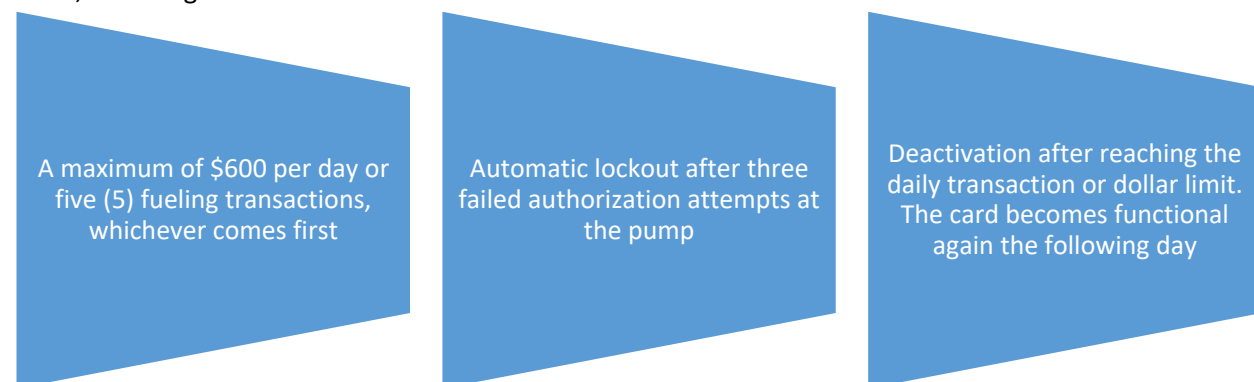 A maximum of $600 per day or
five (5) fueling transactions,
whichever comes first
Automatic lockout after three
failed authorization attempts at
the pump
Deactivation after reaching the
daily transaction or dollar limit.
The card becomes functional
again the following day